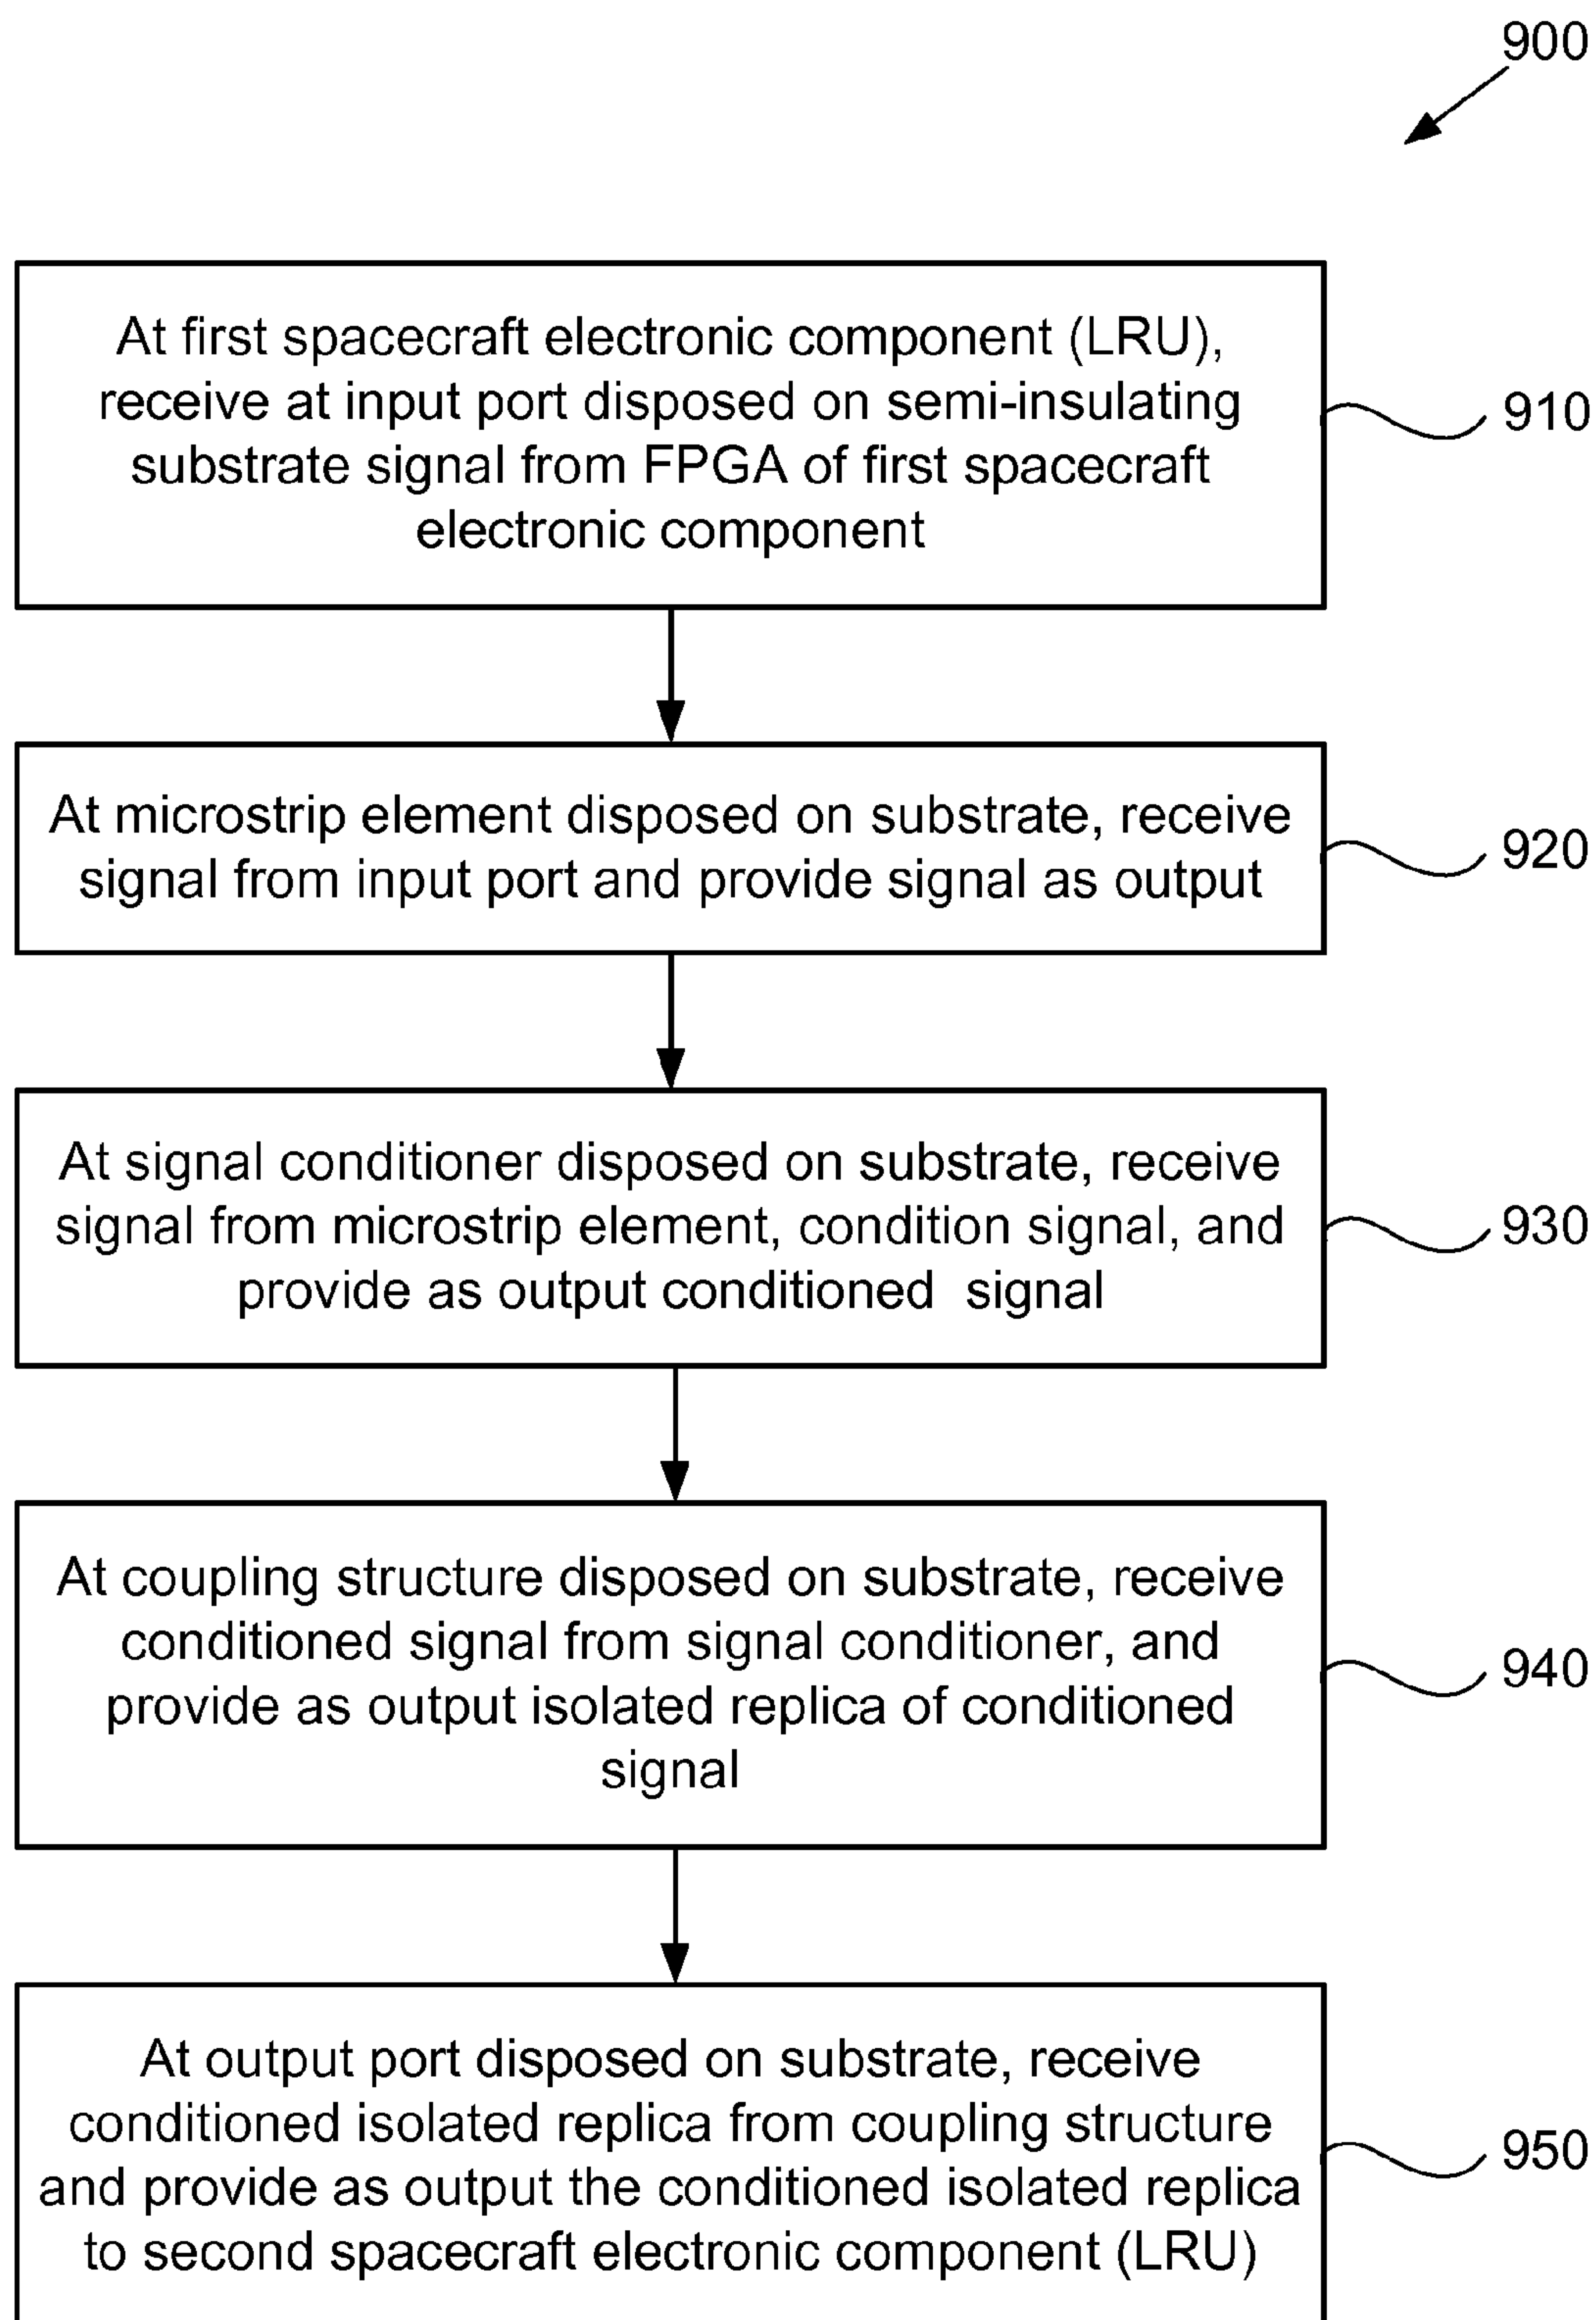 900
At first spacecraft electronic component (LRU),
receive at input port disposed on semi-insulating
substrate signal from FPGA of first spacecraft
electronic component
910
At microstrip element disposed on substrate, receive
signal from input port and provide signal as output
920
At signal conditioner disposed on substrate, receive
signal from microstrip element, condition signal, and
provide as output conditioned  signal
930
At coupling structure disposed on substrate, receive
conditioned signal from signal conditioner, and
provide as output isolated replica of conditioned
signal
940
At output port disposed on substrate, receive
conditioned isolated replica from coupling structure
and provide as output the conditioned isolated replica
to second spacecraft electronic component (LRU)
950